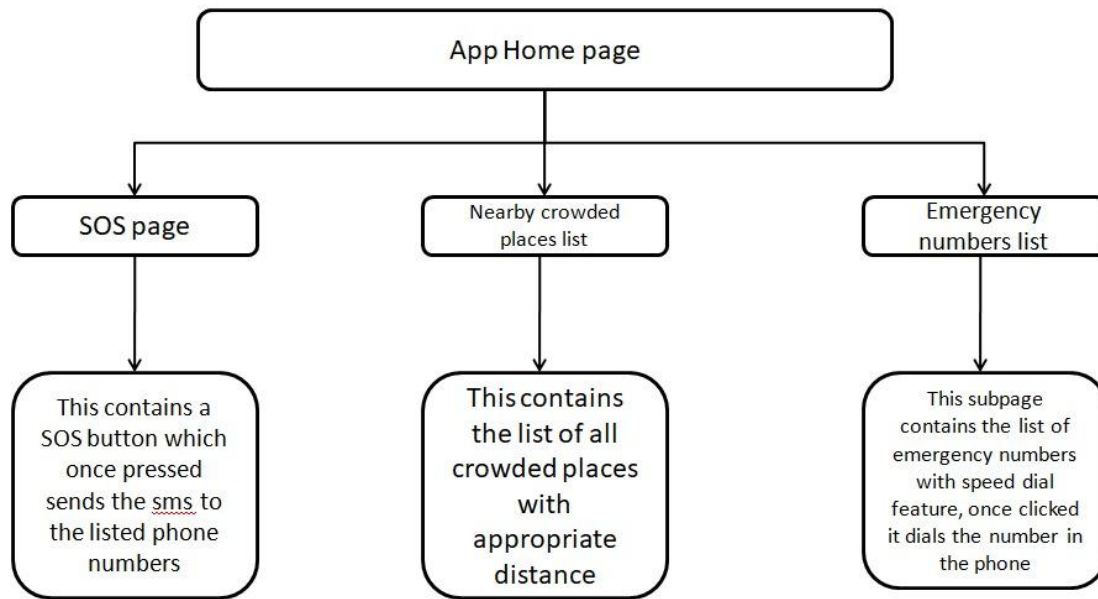 App Home page
SOS page
Nearby crowded
places list
Emergency
numbers list
This contains a
SOS button which
once pressed
sends the sms to
the listed phone
numbers
This contains
the list of all
crowded places
with
appropriate
distance
This subpage
contains the list of
emergency numbers
with speed dial
feature, once clicked
it dials the number in
the phone